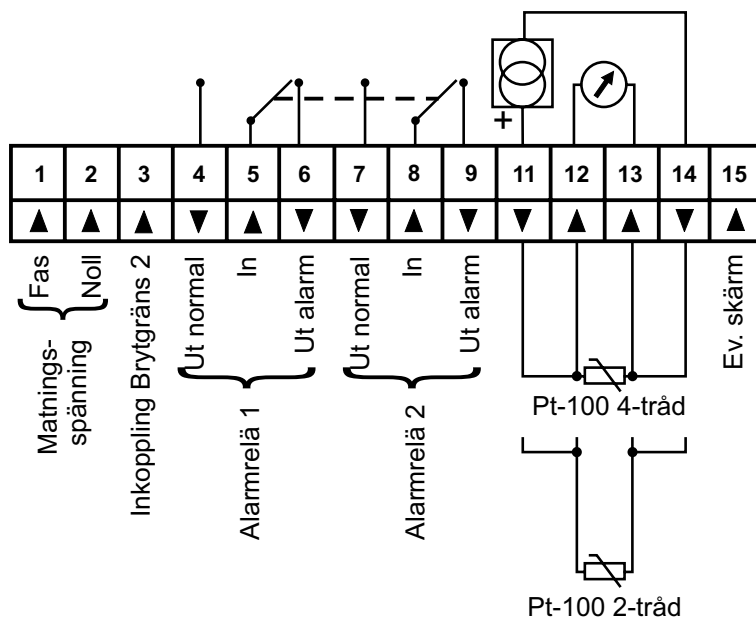 +
1 2 3 4 5 6 7 8 9 11 12 13 14 15
Fas
Noll
Matnings-
spänning
Inkoppling Brytgräns 2
Ut normal
In
Ut alarm
Alarmrelä 1
Ut normal
In
Ut alarm
Alarmrelä 2
Pt-100 4-tråd
Pt-100 2-tråd
Ev. skärm